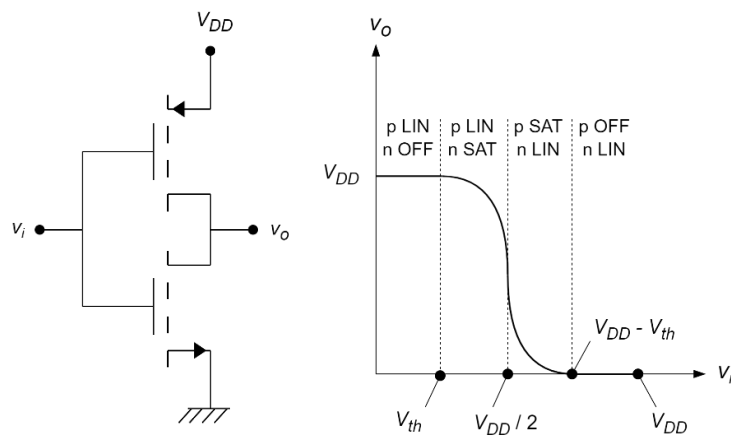 V_DD
v_i
v_o
v_o
p LIN
n OFF
p LIN
n SAT
p SAT
n LIN
p OFF
n LIN
V_DD
V_DD - V_th
v_i
V_th
V_DD / 2
V_DD